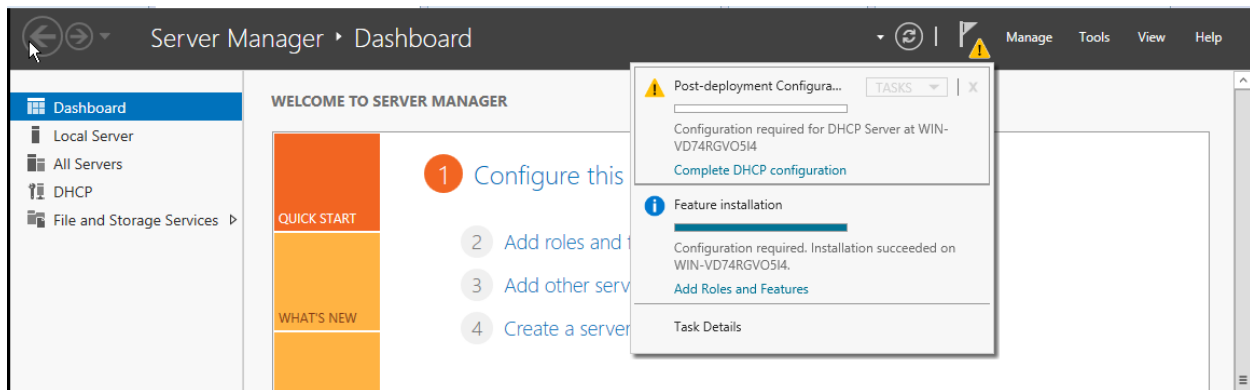 Server Manager ‣ Dashboard
Manage Tools View Help
Dashboard
Local Server
All Servers
DHCP
File and Storage Services
WELCOME TO SERVER MANAGER
QUICK START
WHAT'S NEW
1 Configure this
2 Add roles and f
3 Add other serv
4 Create a server
Post-deployment Configura... TASKS X
Configuration required for DHCP Server at WIN-
VD74RGVO5I4
Complete DHCP configuration
Feature installation
Configuration required. Installation succeeded on
WIN-VD74RGVO5I4.
Add Roles and Features
Task Details